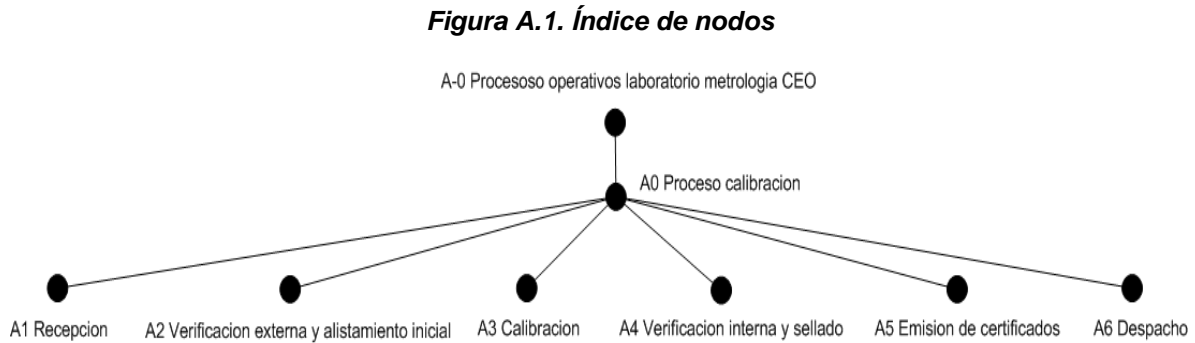 Figura A.1. Índice de nodos
A-0 Procesoso operativos laboratorio metrologia CEO
A0 Proceso calibracion
A1 Recepcion
A2 Verificacion externa y alistamiento inicial
A3 Calibracion
A4 Verificacion interna y sellado
A5 Emision de certificados
A6 Despacho